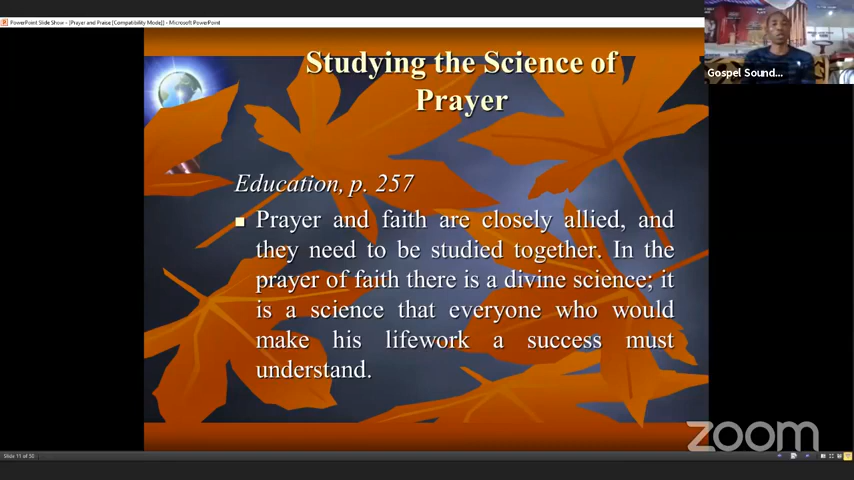 PowerPoint Slide Show - [Prayer and Praise [Compatibility Mode]] - Microsoft PowerPoint
Gospel Sound...
Studying the Science of
Prayer
Education, p. 257
Prayer and faith are closely allied, and
they need to be studied together. In the
prayer of faith there is a divine science; it
is a science that everyone who would
make his lifework a success must
understand.
zoom
Slide 11 of 50